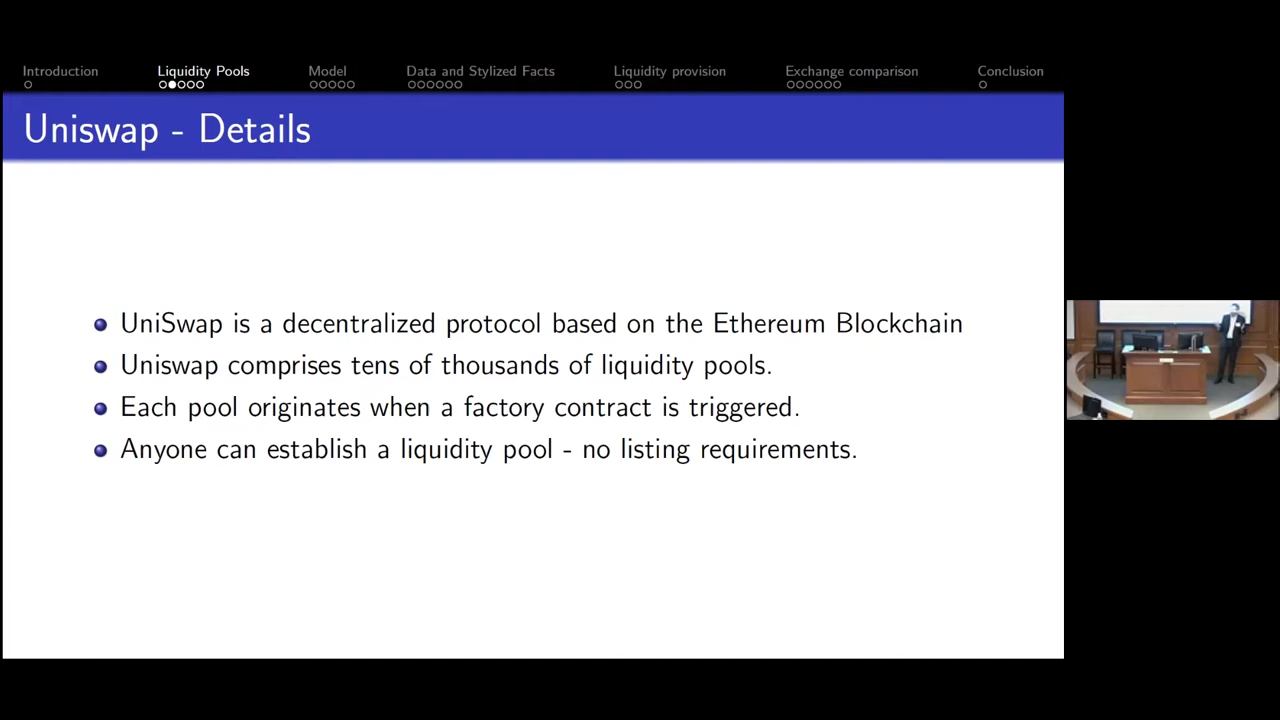 Introduction
Liquidity Pools
Model
Data and Stylized Facts
Liquidity provision
Exchange comparison
Conclusion
Uniswap - Details
UniSwap is a decentralized protocol based on the Ethereum Blockchain
Uniswap comprises tens of thousands of liquidity pools.
Each pool originates when a factory contract is triggered.
Anyone can establish a liquidity pool - no listing requirements.